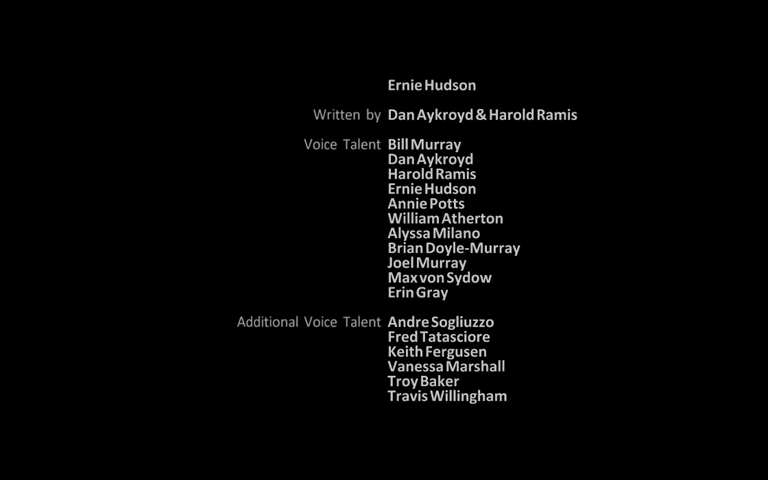 Ernie Hudson
Written by Dan Aykroyd & Harold Ramis
Voice Talent Bill Murray
Dan Aykroyd
Harold Ramis
Ernie Hudson
Annie Potts
William Atherton
Alyssa Milano
Brian Doyle-Murray
Joel Murray
Max von Sydow
Erin Gray
Additional Voice Talent Andre Sogliuzzo
Fred Tatasciore
Keith Fergusen
Vanessa Marshall
Troy Baker
Travis Willingham